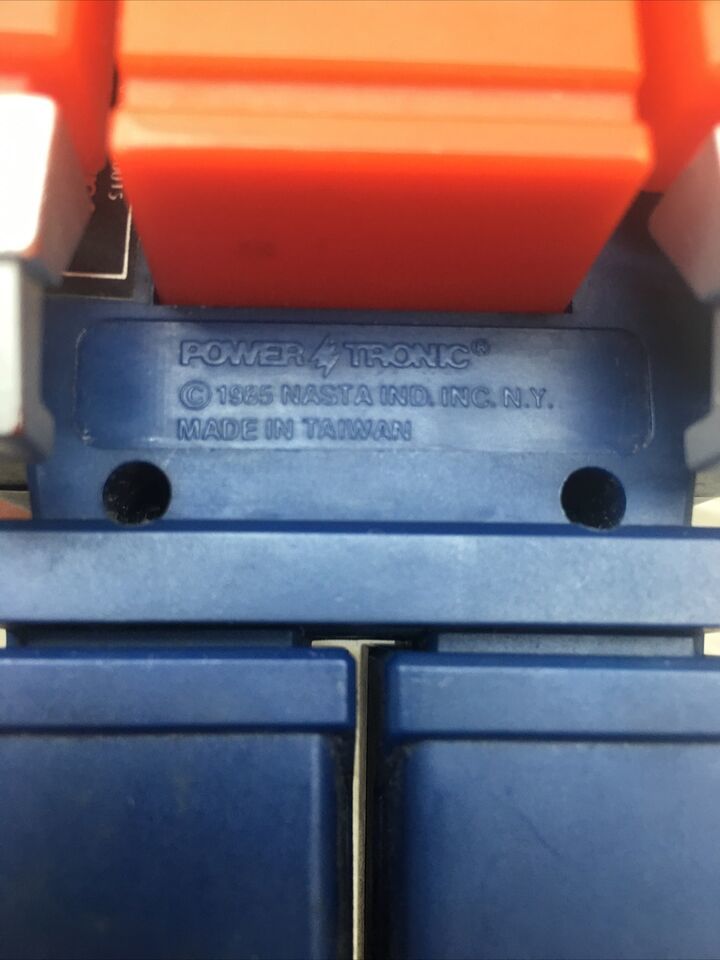 POWER TRONIC®
© 1985 NASTA IND. INC. N.Y.
MADE IN TAIWAN